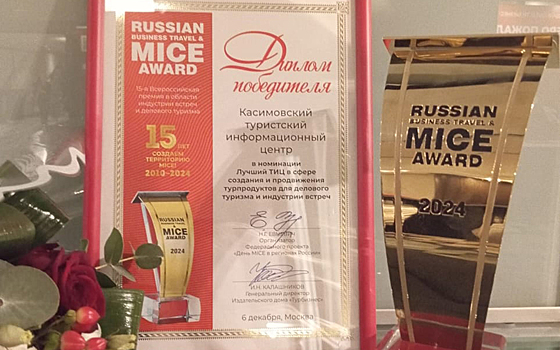 RUSSIAN
BUSINESS TRAVEL &
MICE
AWARD
15-я Всероссийская
премия в области
индустрии встреч
и делового туризма
15 ЛЕТ
СОЗДАЕМ
ТЕРРИТОРИЮ
MICE!
2010-2024
RUSSIAN
MICE
AWARD
2024
Диплом
победителя
Касимовский
туристский
информационный
центр
в номинации
Лучший ТИЦ в сфере
создания и продвижения
турпродуктов для делового
туризма и индустрии встреч
Организатор
Федерального проекта
«День MICE в регионах России»
И.Н. КАЛАШНИКОВ
Генеральный директор
Издательского дома «Турбизнес»
6 декабря, Москва
RUSSIAN
BUSINESS TRAVEL &
MICE
AWARD
2024